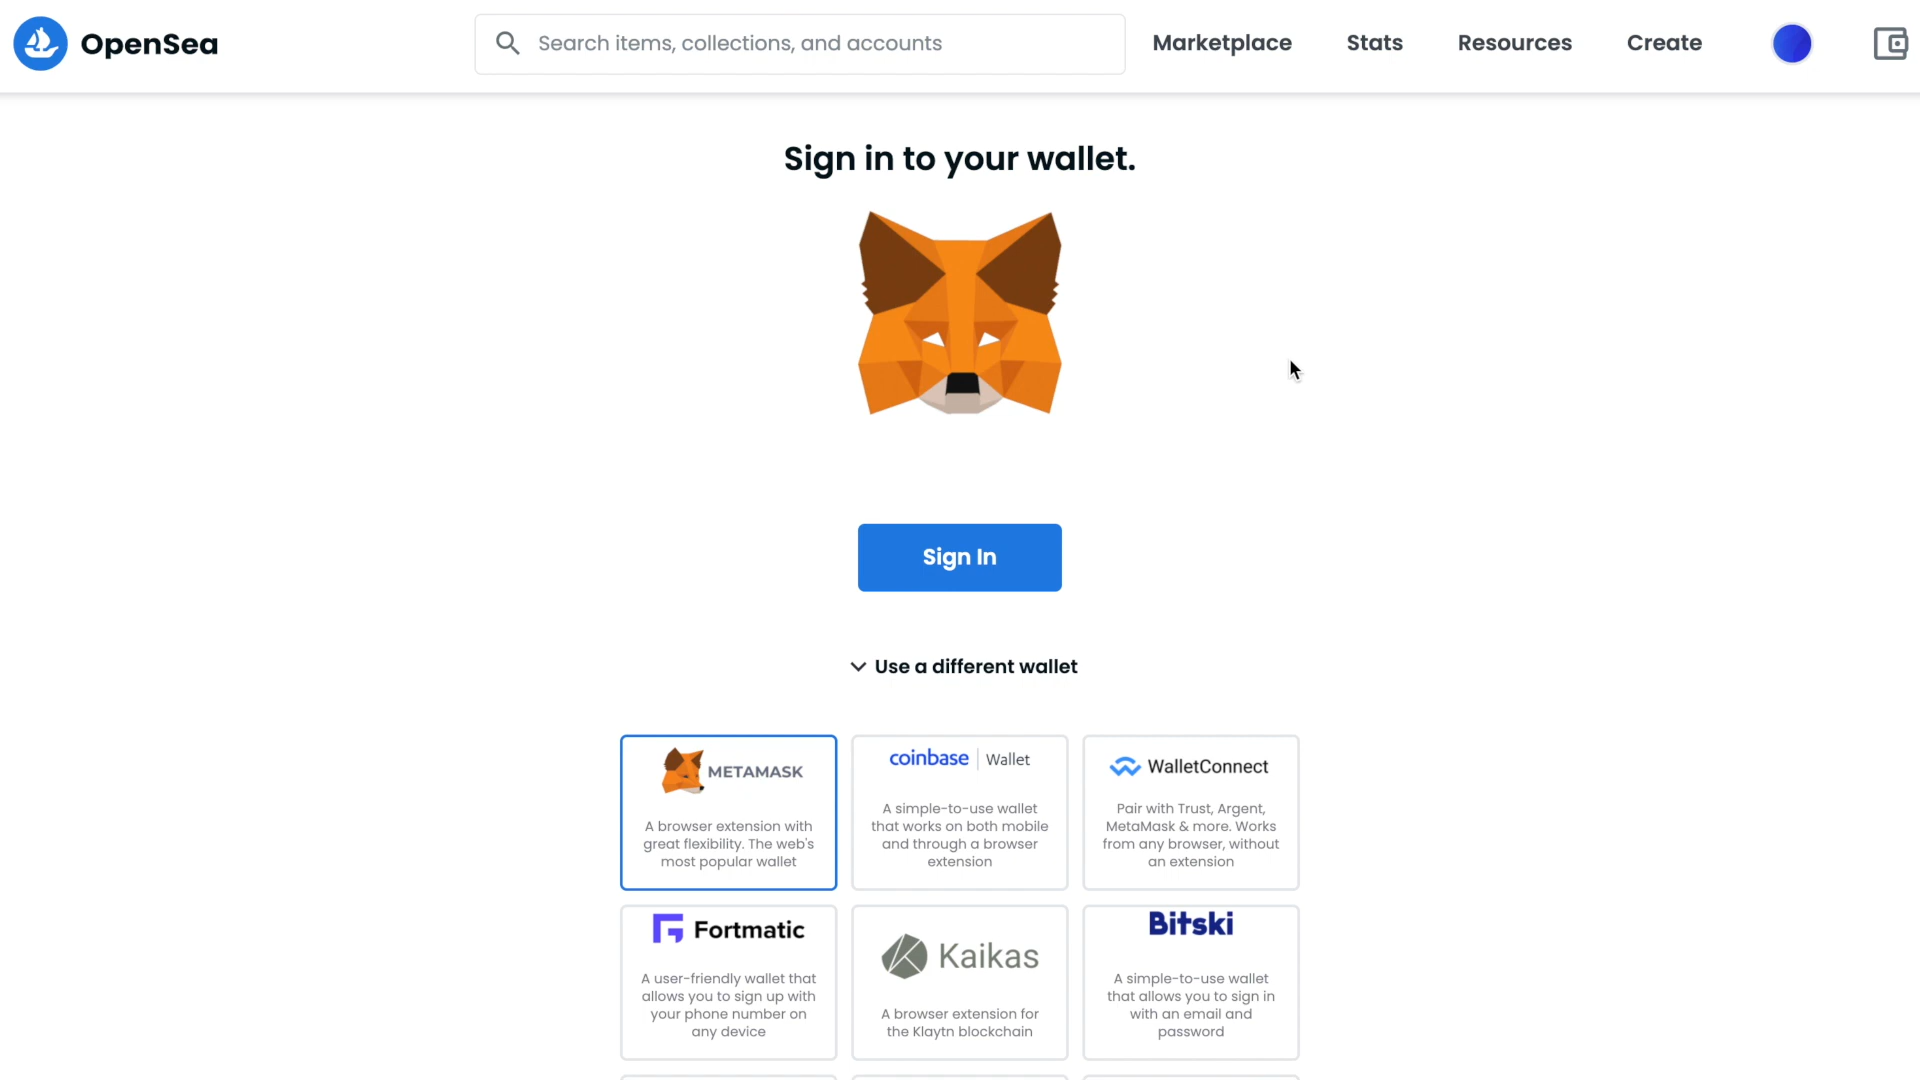 OpenSea
Search items, collections, and accounts
Marketplace
Stats
Resources
Create
Sign in to your wallet.
Sign In
Use a different wallet
METAMASK
A browser extension with
great flexibility. The web's
most popular wallet
coinbase | Wallet
A simple-to-use wallet
that works on both mobile
and through a browser
extension
WalletConnect
Pair with Trust, Argent,
MetaMask & more. Works
from any browser, without
an extension
Fortmatic
A user-friendly wallet that
allows you to sign up with
your phone number on
any device
Kaikas
A browser extension for
the Klaytn blockchain
Bitski
A simple-to-use wallet
that allows you to sign in
with an email and
password